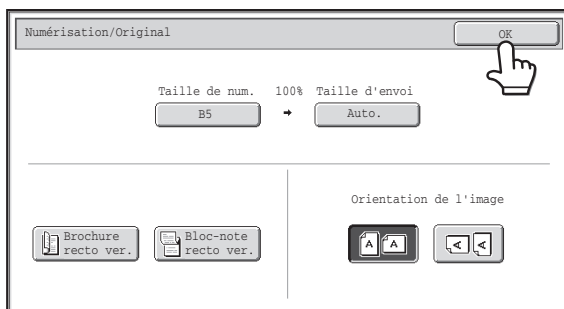 Numérisation/Original
OK
Taille de num. 100% Taille d'envoi
B5 Auto.
Orientation de l'image
Brochure
recto ver.
Bloc-note
recto ver.
A A A A